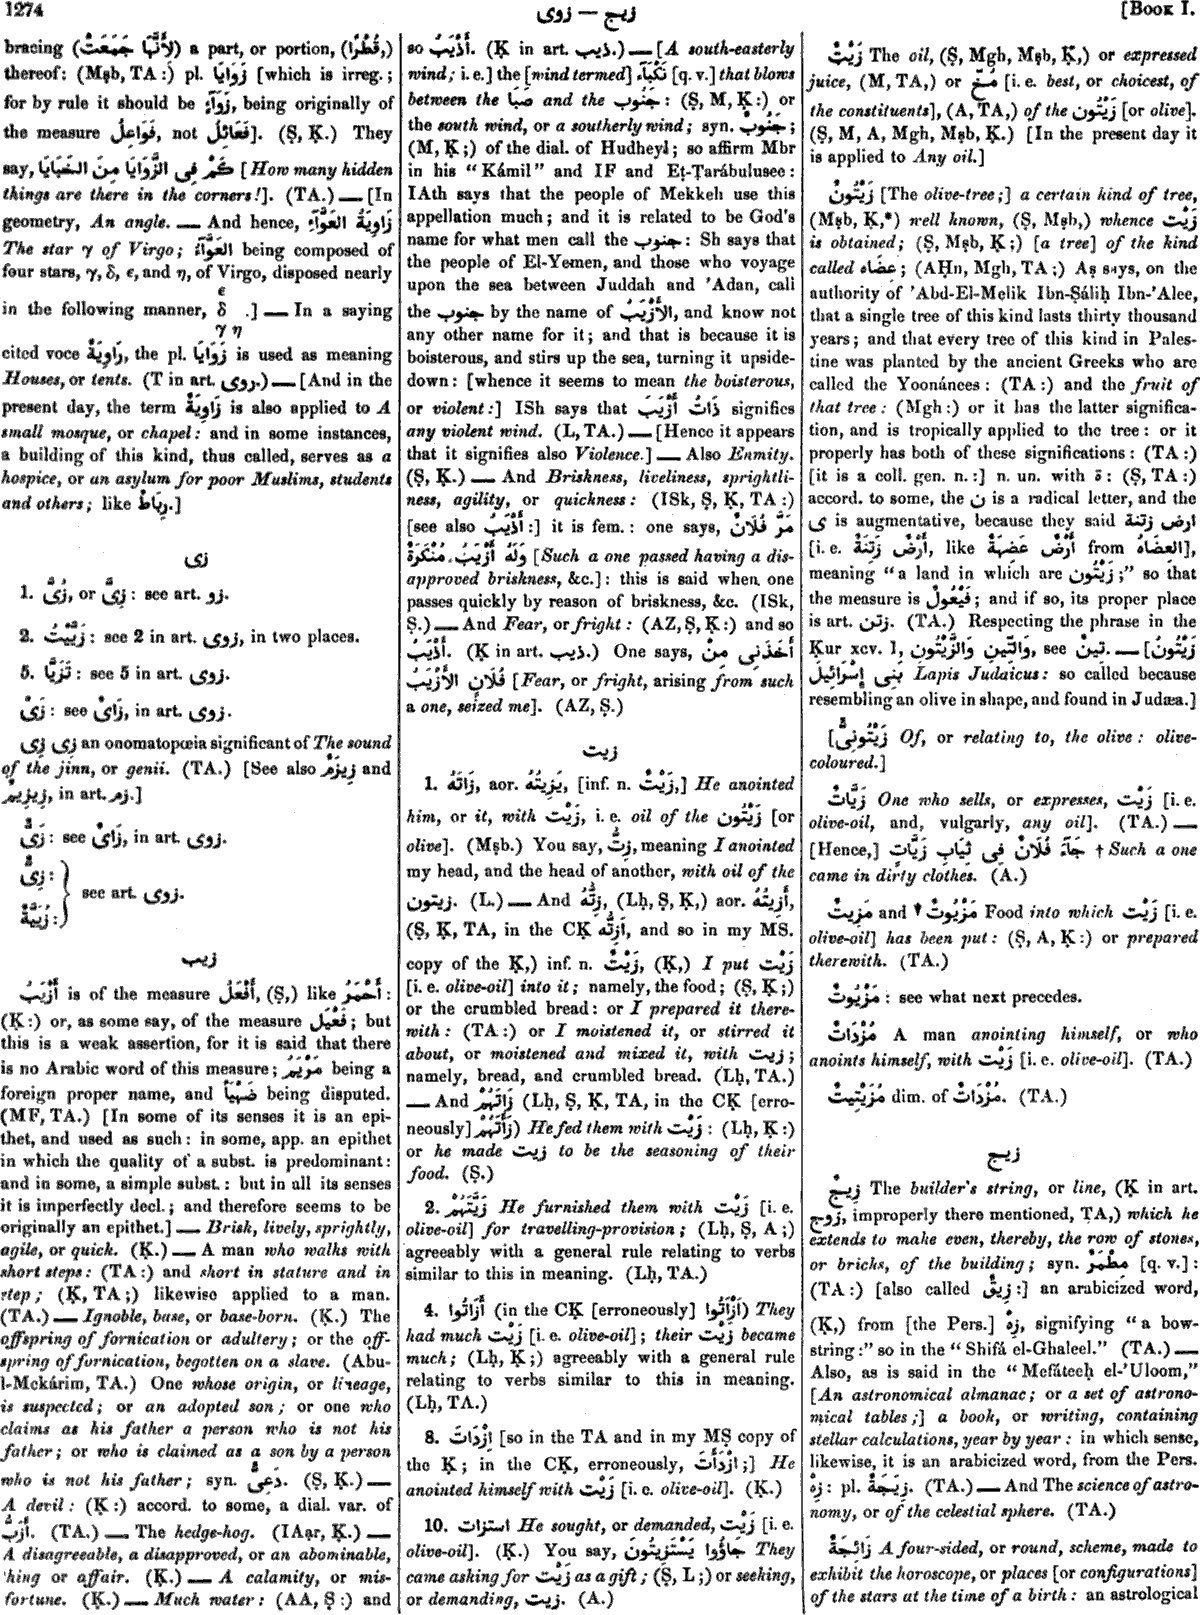 1274
زوى — زيج
[Book I.
bracing (لِأَنَّهَا جَمَعَتْ) a part, or portion, (قُطْرًا,)
thereof: (Mṣb, TA:) pl. زَوَايَا [which is irreg.;
for by rule it should be زَوَآءٍ, being originally of
the measure فَوَاعِلُ, not فَعَائِلُ]. (Ṣ, Ḳ.) They
say, كَمْ فِى الزَّوَايَا مِنَ الخَبَايَا [How many hidden
things are there in the corners!]. (TA.) — [In
geometry, An angle. — And hence, زَاوِيَةُ العَوَّآءِ
The star γ of Virgo; العَوَّآءُ being composed of
four stars, γ, δ, ε, and η, of Virgo, disposed nearly
ε
in the following manner, δ .] — In a saying
γ η
cited voce رَاوِيَةٌ, the pl. زَوَايَا is used as meaning
Houses, or tents. (T in art. روى.) — [And in the
present day, the term زَاوِيَةٌ is also applied to A
small mosque, or chapel: and in some instances,
a building of this kind, thus called, serves as a
hospice, or an asylum for poor Muslims, students
and others; like رِبَاطٌ.]
زى
1. زُىَّ, or زِىَّ: see art. زو.
2. زَيَّيْتُ: see 2 in art. زوى, in two places.
5. تَزَيَّا: see 5 in art. زوى.
زَىْ: see زَاىْ, in art. زوى.
زِى زِى an onomatopœia significant of The sound
of the jinn, or genii. (TA.) [See also زِيزَمْ and
زِيزِيم, in art. زم.]
زَىٌّ: see زَاىْ, in art. زوى.
زِىٌّ:
see art. زوى.
زُيَيَّةٌ:
زيب
أَزْيَبُ is of the measure أَفْعَلُ, (Ṣ,) like أَحْمَرُ:
(Ḳ:) or, as some say, of the measure فَعْيَل; but
this is a weak assertion, for it is said that there
is no Arabic word of this measure; مَرْيَمُ being a
foreign proper name, and ضَهْيَأ being disputed.
(MF, TA.) [In some of its senses it is an epi-
thet, and used as such: in some, app. an epithet
in which the quality of a subst. is predominant:
and in some, a simple subst.: but in all its senses
it is imperfectly decl.; and therefore seems to be
originally an epithet.] — Brisk, lively, sprightly,
agile, or quick. (Ḳ.) — A man who walks with
short steps: (TA:) and short in stature and in
step; (Ḳ, TA;) likewise applied to a man.
(TA.) — Ignoble, base, or base-born. (Ḳ.) The
offspring of fornication or adultery; or the off-
spring of fornication, begotten on a slave. (Abu-
l-Mekárim, TA.) One whose origin, or lineage,
is suspected; or an adopted son; or one who
claims as his father a person who is not his
father; or who is claimed as a son by a person
who is not his father; syn. دَعِىٌّ. (Ṣ, Ḳ.) —
A devil: (Ḳ:) accord. to some, a dial. var. of
أَزَبُّ. (TA.) — The hedge-hog. (IAạr, Ḳ.) —
A disagreeable, a disapproved, or an abominable,
thing or affair. (Ḳ.) — A calamity, or mis-
fortune. (Ḳ.) — Much water: (AA, Ṣ:) and
so أَذْيَبُ. (Ḳ in art. ذيب.) — [A south-easterly
wind; i. e.] the [wind termed] نَكْبَآء [q. v.] that blows
between the صَبَا and the جَنُوب: (Ṣ, M, Ḳ:) or
the south wind, or a southerly wind; syn. جَنُوبٌ;
(M, Ḳ;) of the dial. of Hudheyl; so affirm Mbr
in his "Kámil" and IF and Eṭ-Ṭarábulusee:
IAth says that the people of Mekkeh use this
appellation much; and it is related to be God's
name for what men call the جنوب: Sh says that
the people of El-Yemen, and those who voyage
upon the sea between Juddah and 'Adan, call
the جنوب by the name of الأَزْيَبُ, and know not
any other name for it; and that is because it is
boisterous, and stirs up the sea, turning it upside-
down: [whence it seems to mean the boisterous,
or violent:] ISh says that ذَاتُ أَزْيَبَ signifies
any violent wind. (L, TA.) — [Hence it appears
that it signifies also Violence.] — Also Enmity.
(Ṣ, Ḳ.) — And Briskness, liveliness, sprightli-
ness, agility, or quickness: (ISk, Ṣ, Ḳ, TA:)
[see also أَذْيَبُ:] it is fem.: one says, مَرَّ فُلَانٌ
وَلَهُ أَزْيَبُ مُنْكَرَةٌ [Such a one passed having a dis-
approved briskness, &c.]: this is said when one
passes quickly by reason of briskness, &c. (ISk,
Ṣ.) — And Fear, or fright: (AZ, Ṣ, Ḳ:) and so
أَذْيَبُ. (Ḳ in art. ذيب.) One says, أَخَذَنِى مِنْ
فُلَانٍ الأَزْيَبُ [Fear, or fright, arising from such
a one, seized me]. (AZ, Ṣ.)
زيت
1. زَاتَهُ, aor. يَزِيتُهُ, [inf. n. زَيْتٌ,] He anointed
him, or it, with زَيْت, i. e. oil of the زَيْتُون [or
olive]. (Mṣb.) You say, زِتُّ, meaning I anointed
my head, and the head of another, with oil of the
زيتون. (L.) — And زِتُّهُ, (Lḥ, Ṣ, Ḳ,) aor. أَزِيتُهُ,
(Ṣ, Ḳ, TA, in the CḲ أَزِتُّه, and so in my MS.
copy of the Ḳ,) inf. n. زَيْتٌ, (Ḳ,) I put زَيْت
[i. e. olive-oil] into it; namely, the food; (Ṣ, Ḳ;)
or the crumbled bread: or I prepared it there-
with: (TA:) or I moistened it, or stirred it
about, or moistened and mixed it, with زيت;
namely, bread, and crumbled bread. (Lḥ, TA.)
— And زَاتَهُمْ (Lḥ, Ṣ, Ḳ, TA, in the CḲ [erro-
neously] زَأَتَهُمْ) He fed them with زَيْت: (Lḥ, Ḳ:)
or he made زيت to be the seasoning of their
food. (Ṣ.)
2. زَيَّتَهُمْ He furnished them with زَيْت [i. e.
olive-oil] for travelling-provision; (Lḥ, Ṣ, A;)
agreeably with a general rule relating to verbs
similar to this in meaning. (Lḥ, TA.)
4. أَزَاتُوا (in the CḲ [erroneously] ازْأَتُوا) They
had much زَيْت [i. e. olive-oil]; their زَيْت became
much; (Lḥ, Ḳ;) agreeably with a general rule
relating to verbs similar to this in meaning.
(Lḥ, TA.)
8. اِزْدَاتَ [so in the TA and in my MS. copy of
the Ḳ; in the CḲ, erroneously, ازْدَأَتَ;] He
anointed himself with زَيْت [i. e. olive-oil]. (Ḳ.)
10. استزات He sought, or demanded, زَيْت, [i. e.
olive-oil]. (Ḳ.) You say, جَاؤُوا يَسْتَزِيتُونَ They
came asking for زَيْت as a gift; (Ṣ, L;) or seeking,
or demanding, زيت. (A.)
زَيْتٌ The oil, (Ṣ, Mgh, Mṣb, Ḳ,) or expressed
juice, (M, TA,) or مُخّ [i. e. best, or choicest, of
the constituents], (A, TA,) of the زَيْتُون [or olive].
(Ṣ, M, A, Mgh, Mṣb, Ḳ.) [In the present day it
is applied to Any oil.]
زَيْتُونٌ [The olive-tree;] a certain kind of tree,
(Mṣb, Ḳ,*) well known, (Ṣ, Mṣb,) whence زَيْت
is obtained; (Ṣ, Mṣb, Ḳ;) [a tree] of the kind
called عِضَاه; (AḤn, Mgh, TA;) Aṣ says, on the
authority of 'Abd-El-Melik Ibn-Ṣáliḥ Ibn-'Alee,
that a single tree of this kind lasts thirty thousand
years; and that every tree of this kind in Pales-
tine was planted by the ancient Greeks who are
called the Yoonánees: (TA:) and the fruit of
that tree: (Mgh:) or it has the latter significa-
tion, and is tropically applied to the tree: or it
properly has both of these significations: (TA:)
[it is a coll. gen. n.:] n. un. with ة: (Ṣ, TA:)
accord. to some, the ن is a radical letter, and the
ى is augmentative, because they said ارض زتنة
[i. e. أَرْضٌ زَتِنَةٌ, like أَرْضٌ عَضِهَةٌ from العِضَاهُ],
meaning "a land in which are زَيْتُون;" so that
the measure is فَيْعُولٌ; and if so, its proper place
is art. زتن. (TA.) Respecting the phrase in the
Ḳur xcv. 1, وَالتِّينِ وَالزَّيْتُونِ, see تِينٌ. — [زَيْتُونُ
بَنِى إِسْرَائِيلَ Lapis Judaicus: so called because
resembling an olive in shape, and found in Judæa.]
[زَيْتُونِىٌّ Of, or relating to, the olive: olive-
coloured.]
زَيَّاتٌ One who sells, or expresses, زَيْت [i. e.
olive-oil, and, vulgarly, any oil]. (TA.) —
[Hence,] جَآءَ فُلَانٌ فِى ثِيَابِ زَيَّاتٍ † Such a one
came in dirty clothes. (A.)
مَزِيتٌ and ▾ مَزْيُوتٌ Food into which زَيْت [i. e.
olive-oil] has been put: (Ṣ, A, Ḳ:) or prepared
therewith. (TA.)
مَزْيُوتٌ: see what next precedes.
مُزْدَاتٌ A man anointing himself, or who
anoints himself, with زَيْت [i. e. olive-oil]. (TA.)
مُزَيْتِيتٌ dim. of مُزْدَاتٌ. (TA.)
زيج
زِيجٌ The builder's string, or line, (Ḳ in art.
زوج, improperly there mentioned, TA,) which he
extends to make even, thereby, the row of stones,
or bricks, of the building; syn. مِطْمَرٌ [q. v.]:
(TA:) [also called زِيقٌ:] an arabicized word,
(Ḳ,) from [the Pers.] زِهْ, signifying "a bow-
string:" so in the "Shifá el-Ghaleel." (TA.) —
Also, as is said in the "Mefáteeḥ el-'Uloom,"
[An astronomical almanac; or a set of astrono-
mical tables;] a book, or writing, containing
stellar calculations, year by year: in which sense,
likewise, it is an arabicized word, from the Pers.
زِهْ: pl. زِيَجَةٌ. (TA.) — And The science of astro-
nomy, or of the celestial sphere. (TA.)
زَائِجَةٌ A four-sided, or round, scheme, made to
exhibit the horoscope, or places [or configurations]
of the stars at the time of a birth: an astrological